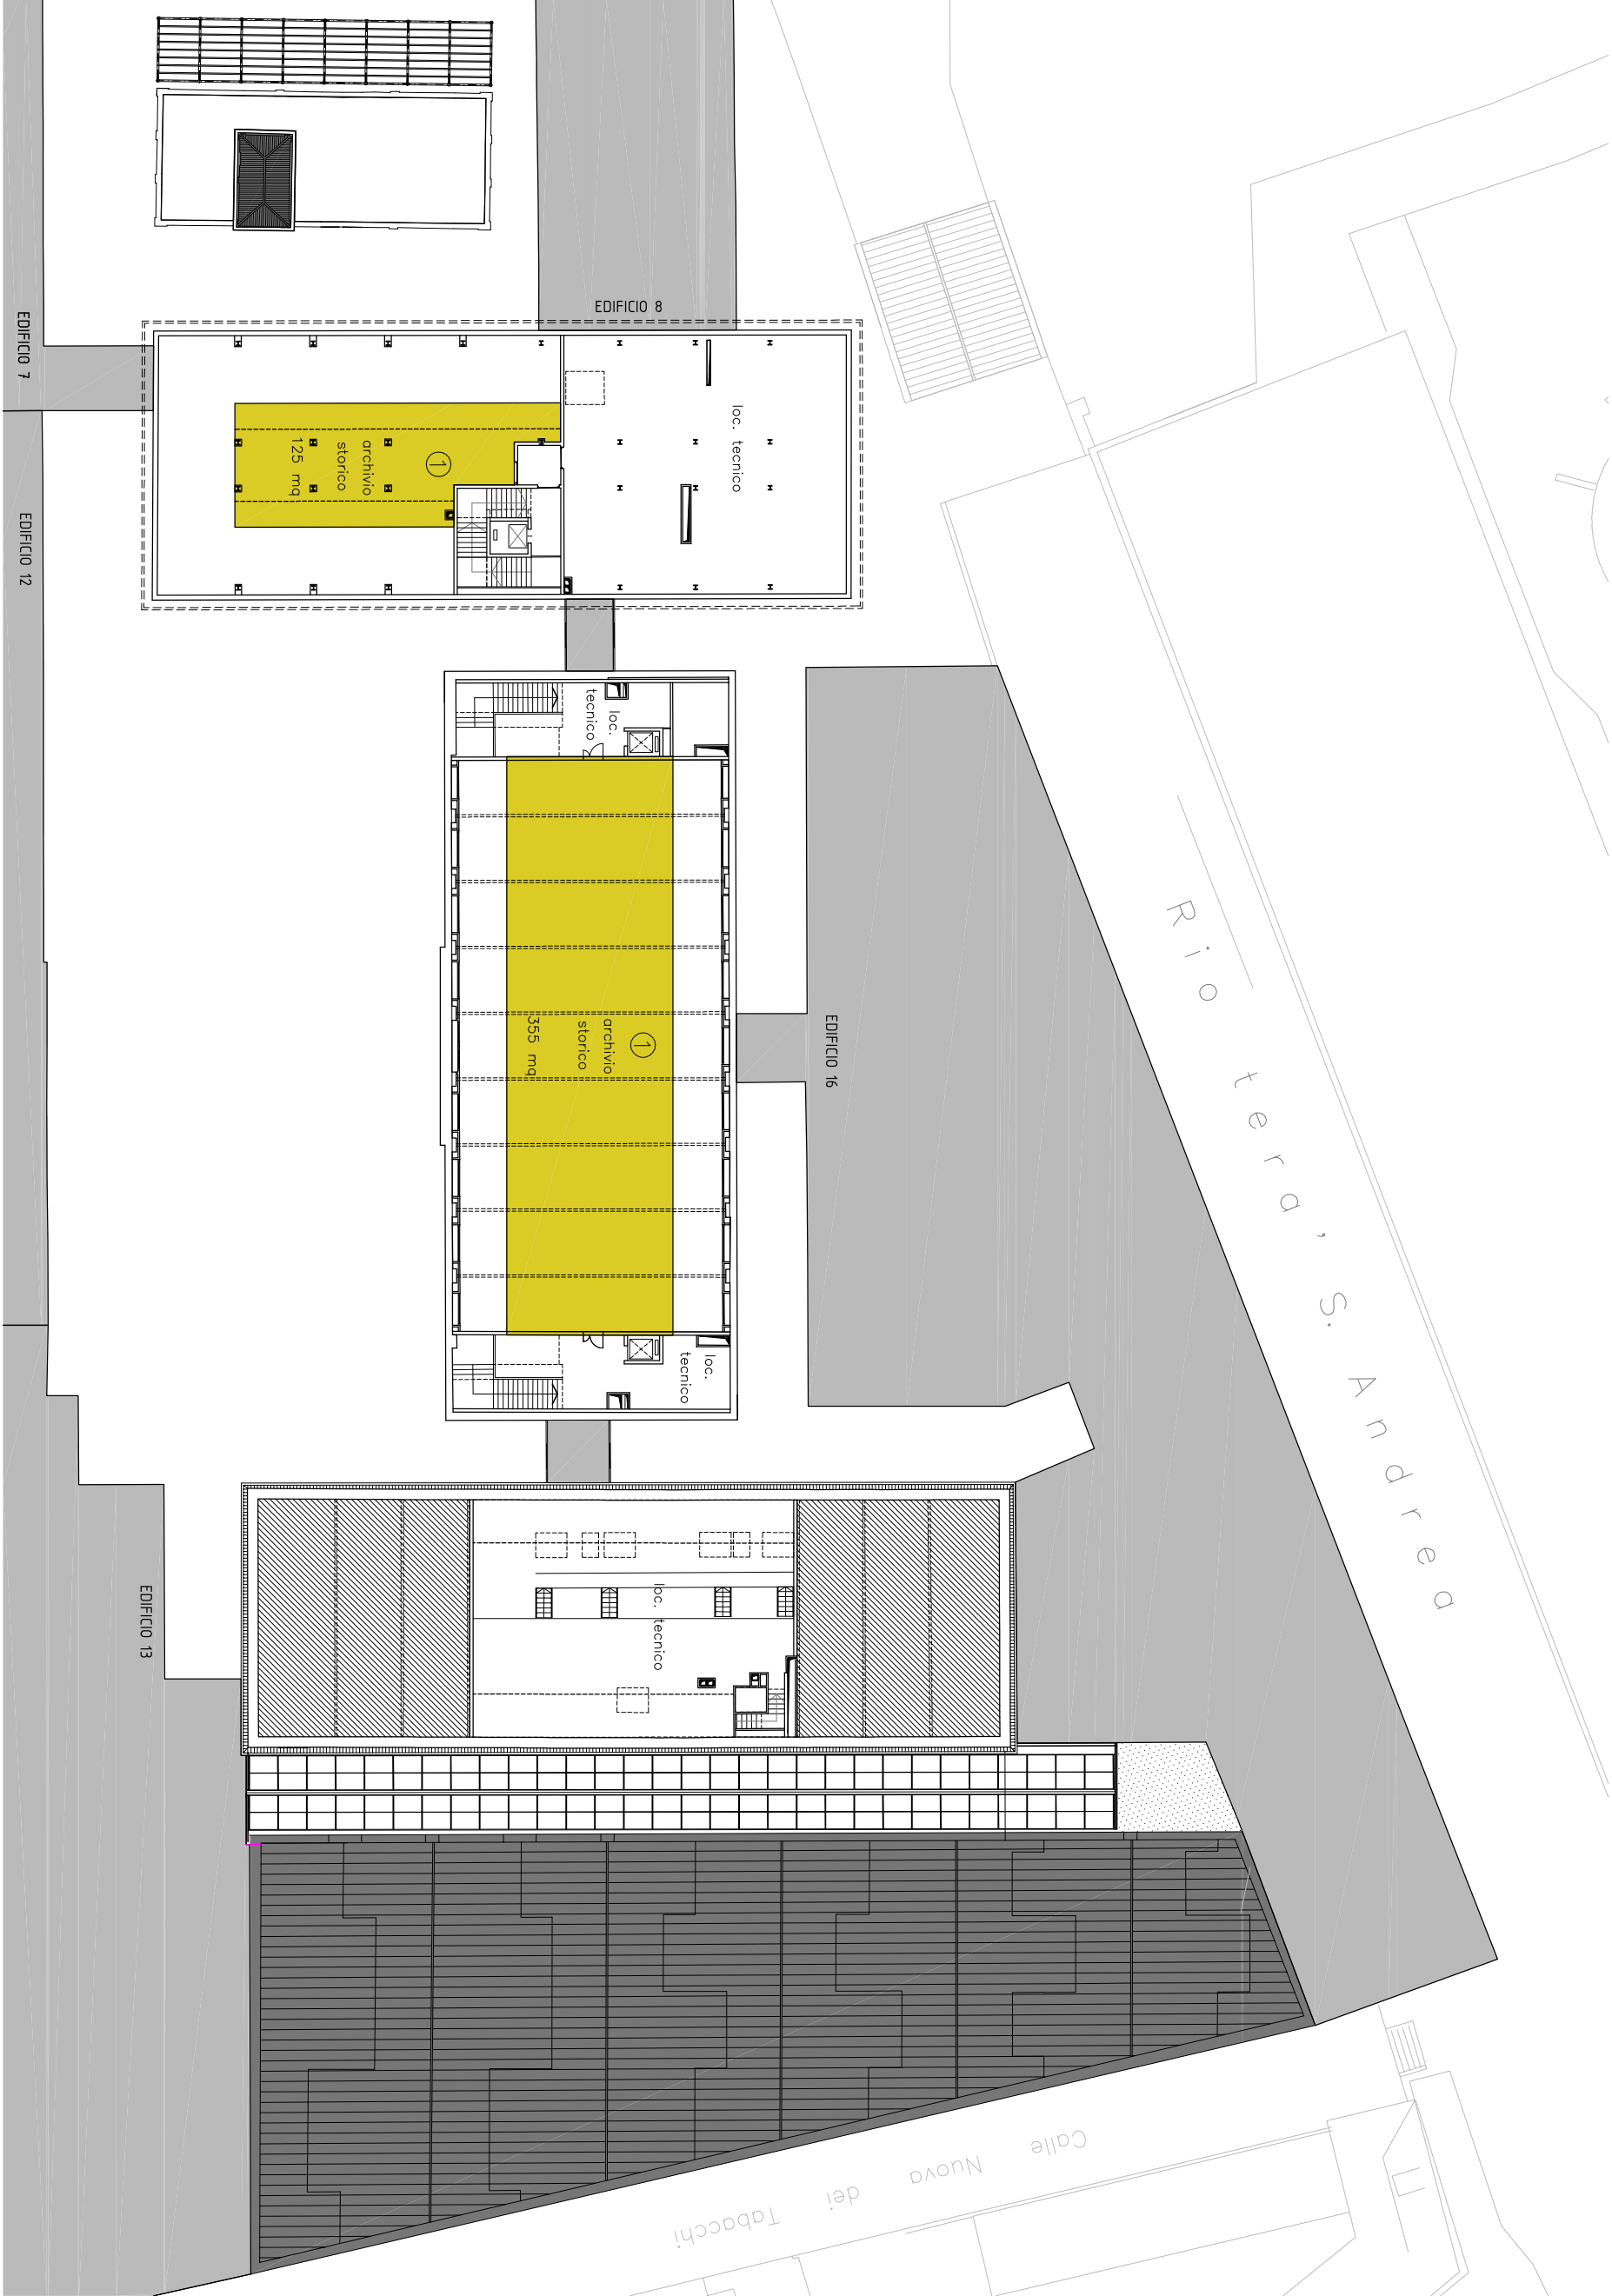 EDIFICIO 8
EDIFICIO 7
EDIFICIO 12
loc. tecnico
1
archivio
storico
125 mq
loc.
tecnico
1
archivio
storico
355 mq
EDIFICIO 16
loc.
tecnico
Rio tera' S. Andrea
loc. tecnico
EDIFICIO 13
Calle Nuova dei Tabacchi